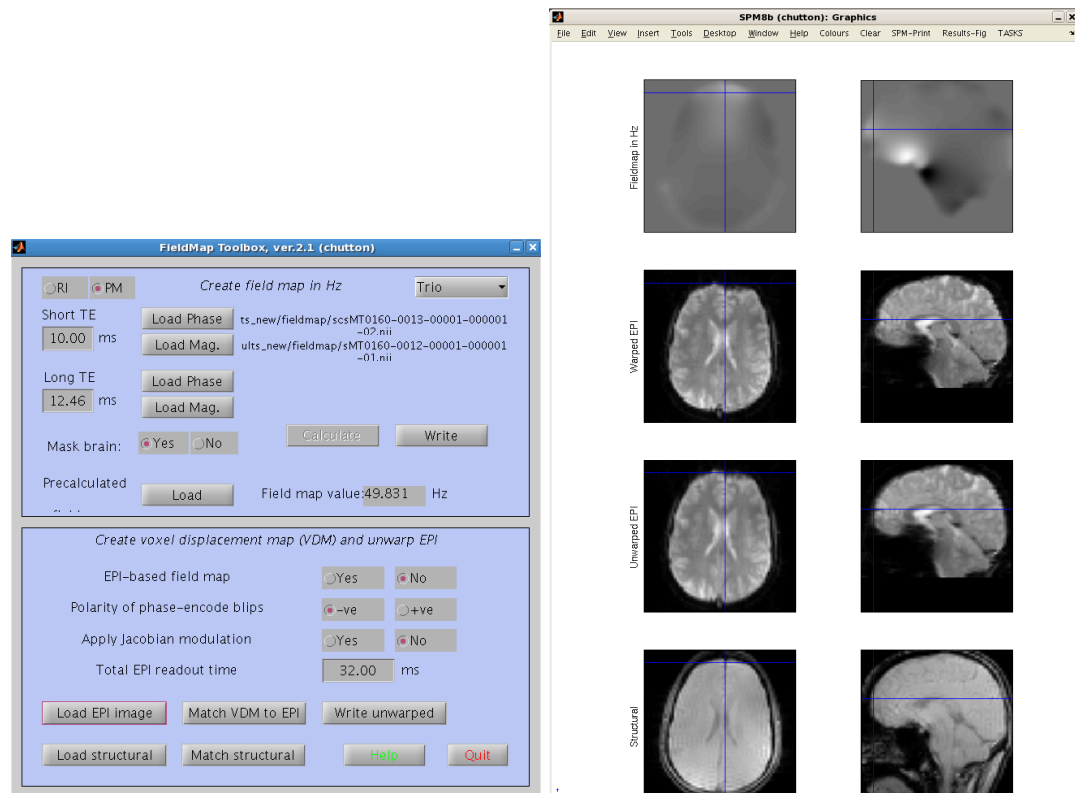 FieldMap Toolbox, ver.2.1 (chutton)
RI PM Create field map in Hz Trio
Short TE
10.00 ms
Load Phase ts_new/fieldmap/scsMT0160-0013-00001-000001
-02.nii
Load Mag. ults_new/fieldmap/sMT0160-0012-00001-000001
-01.nii
Long TE
12.46 ms
Load Phase
Load Mag.
Mask brain: Yes No
Calculate Write
Precalculated
Load Field map value: 49.831 Hz
Create voxel displacement map (VDM) and unwarp EPI
EPI-based field map Yes No
Polarity of phase-encode blips -ve +ve
Apply Jacobian modulation Yes No
Total EPI readout time 32.00 ms
Load EPI image Match VDM to EPI Write unwarped
Load structural Match structural Help Quit
SPM8b (chutton): Graphics
File Edit View Insert Tools Desktop Window Help Colours Clear SPM-Print Results-Fig TASKS
Fieldmap in Hz
Warped EPI
Unwarped EPI
Structural